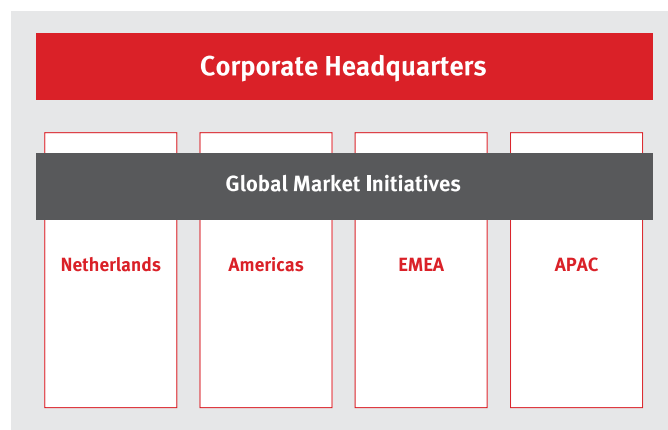 Corporate Headquarters
Global Market Initiatives
Netherlands
Americas
EMEA
APAC